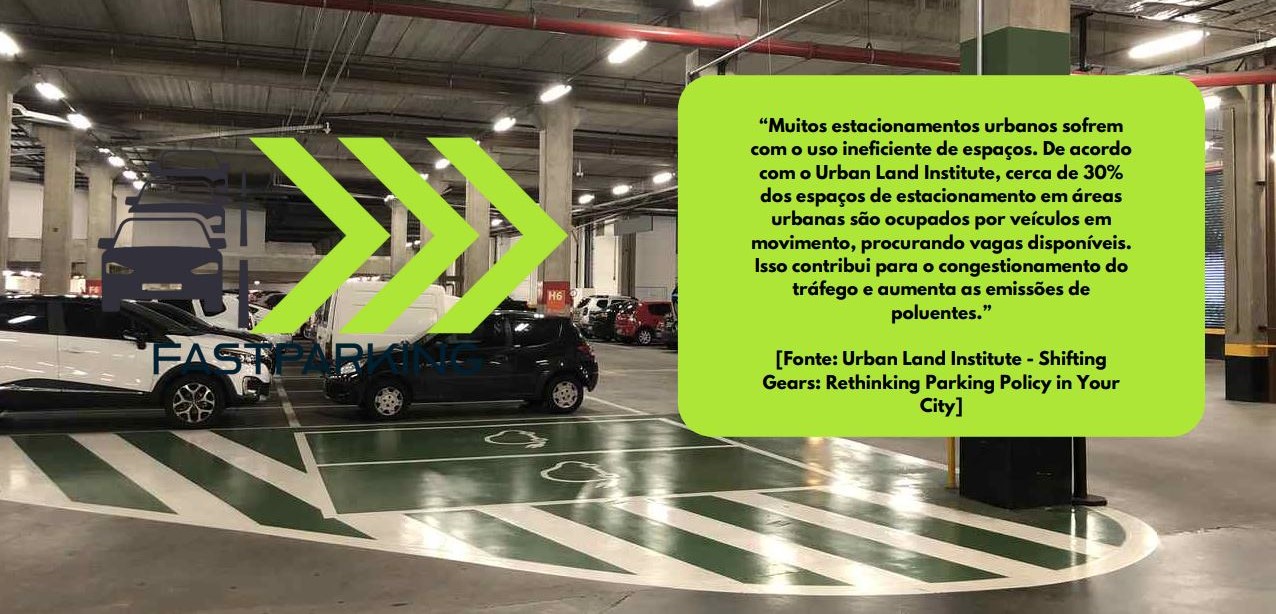 “Muitos estacionamentos urbanos sofrem
com o uso ineficiente de espaços. De acordo
com o Urban Land Institute, cerca de 30%
dos espaços de estacionamento em áreas
urbanas são ocupados por veículos em
movimento, procurando vagas disponíveis.
Isso contribui para o congestionamento do
tráfego e aumenta as emissões de
poluentes.”
[Fonte: Urban Land Institute - Shifting
Gears: Rethinking Parking Policy in Your
City]
FASTPARKING
H6